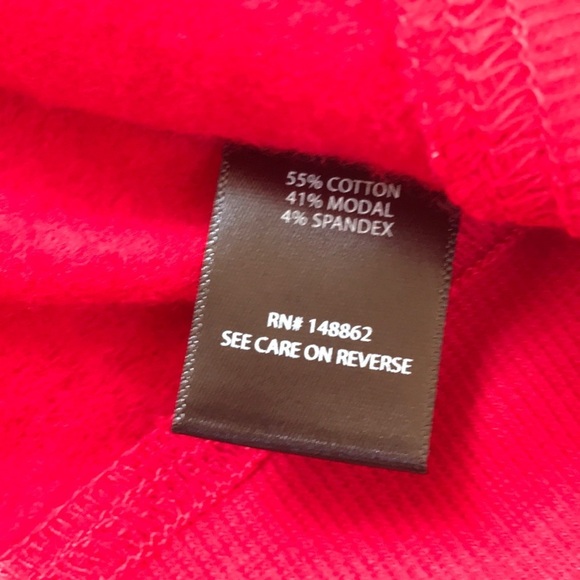 55% COTTON
41% MODAL
4% SPANDEX
RN# 148862
SEE CARE ON REVERSE